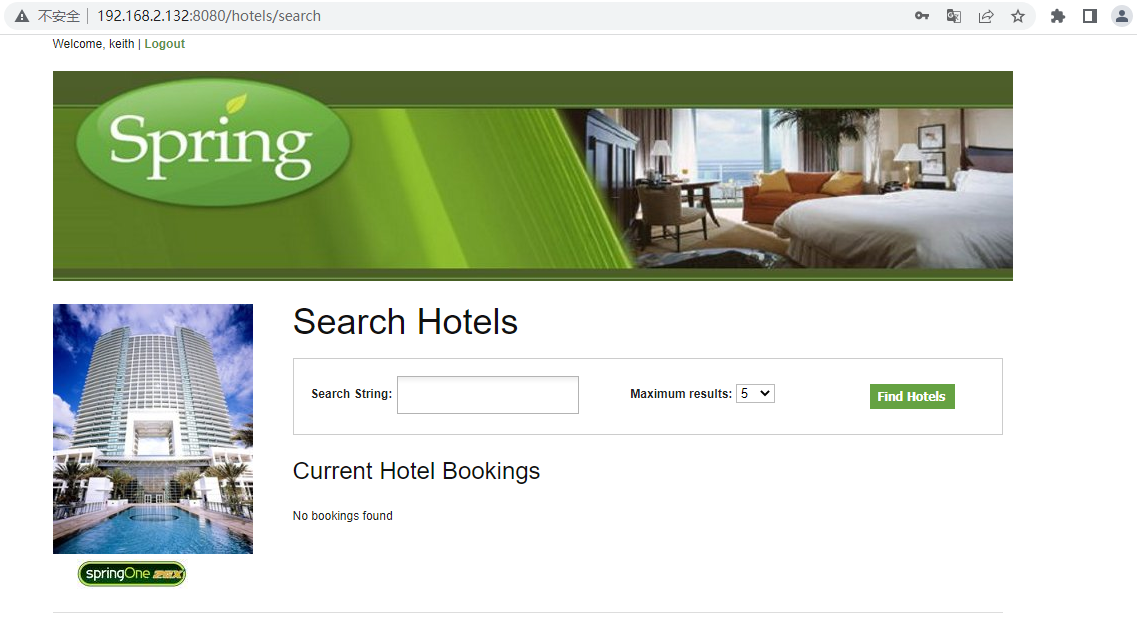 不安全 192.168.2.132:8080/hotels/search
Welcome, keith | Logout
Spring
Search Hotels
Search String: Maximum results: 5 Find Hotels
Current Hotel Bookings
No bookings found
springOne 2GX